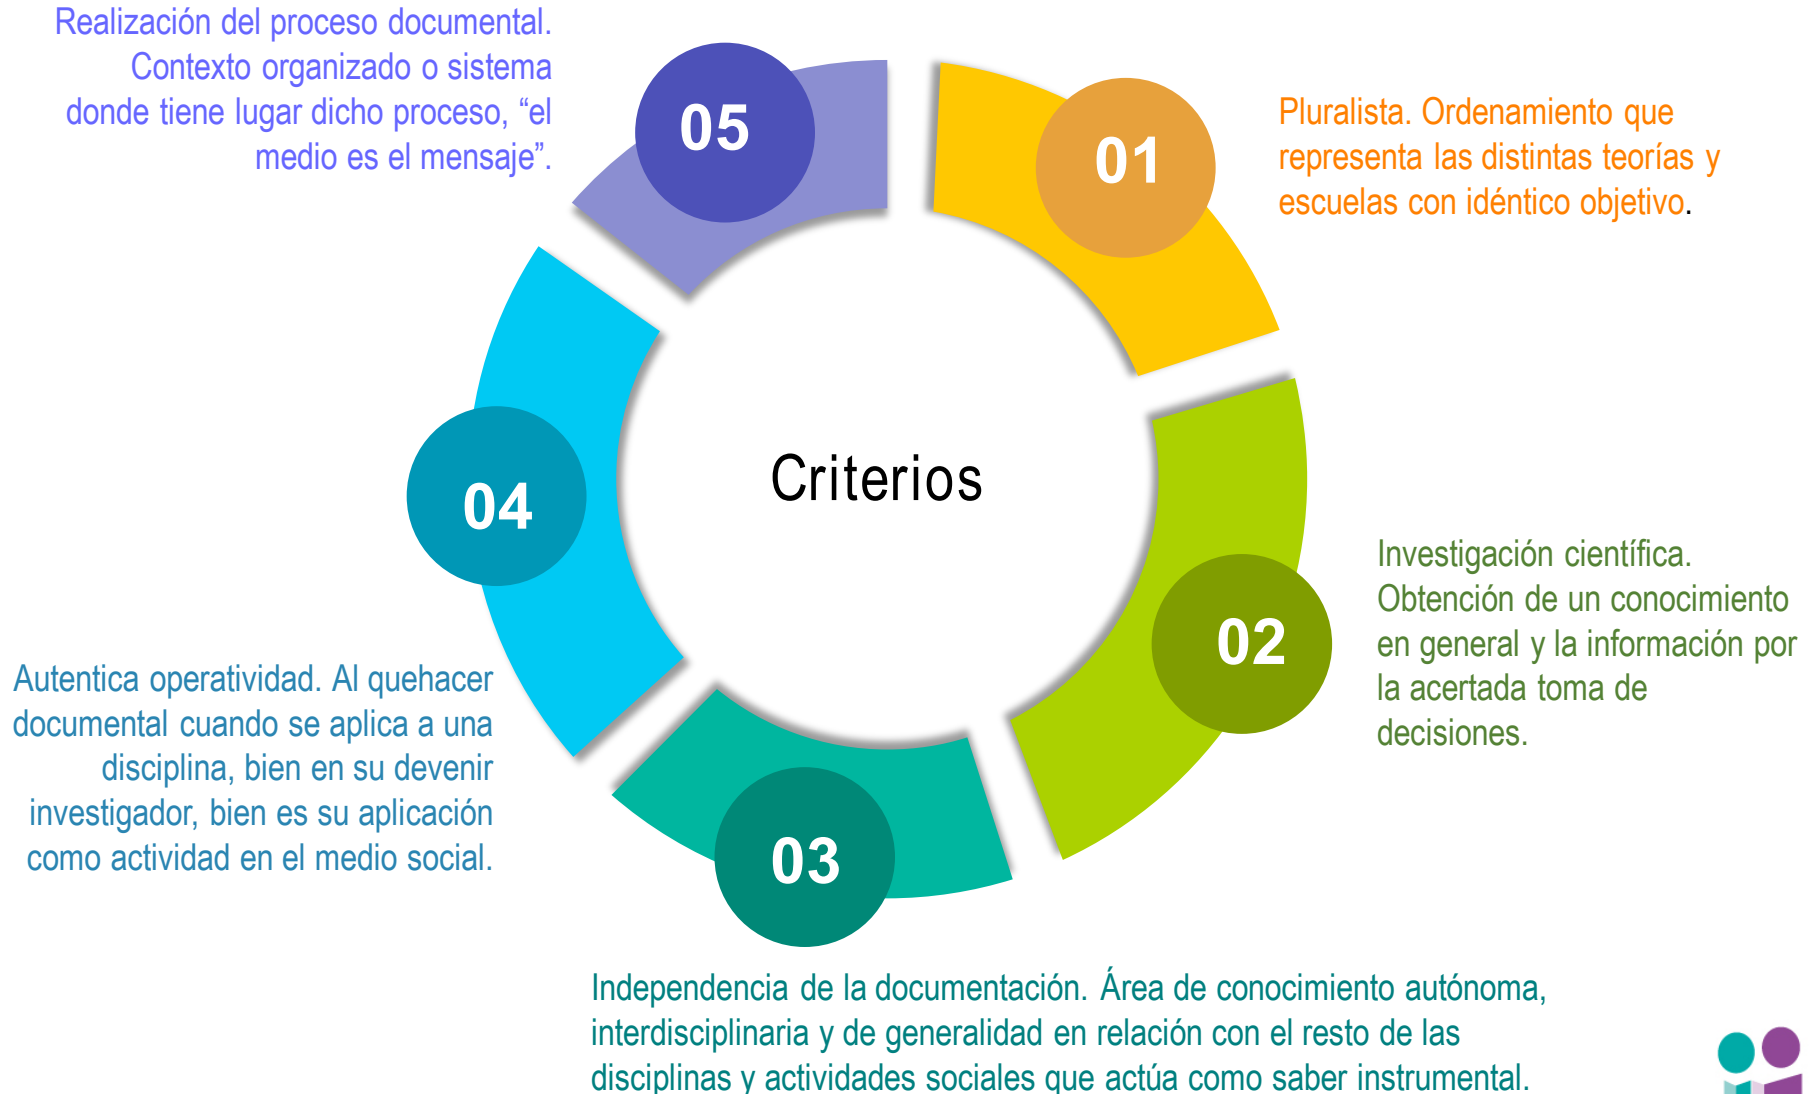 Realización del proceso documental.
Contexto organizado o sistema
donde tiene lugar dicho proceso, “el
medio es el mensaje”.
05
01
Pluralista. Ordenamiento que
representa las distintas teorías y
escuelas con idéntico objetivo.
Criterios
04
02
Investigación científica.
Obtención de un conocimiento
en general y la información por
la acertada toma de
decisiones.
Autentica operatividad. Al quehacer
documental cuando se aplica a una
disciplina, bien en su devenir
investigador, bien es su aplicación
como actividad en el medio social.
03
Independencia de la documentación. Área de conocimiento autónoma,
interdisciplinaria y de generalidad en relación con el resto de las
disciplinas y actividades sociales que actúa como saber instrumental.